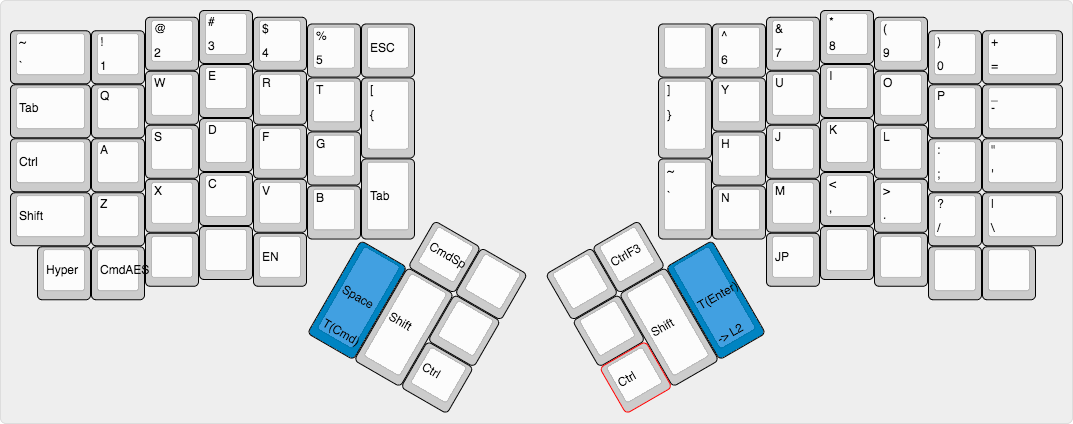 ~ ! @ # $ % ESC
` 1 2 3 4 5
^ & * ( ) +
6 7 8 9 0 =
Tab Q W E R T [
{
] Y U I O P _
} -
Ctrl A S D F G
H J K L : "
; '
Shift Z X C V B Tab
~ N M < > ? |
` , . / \
Hyper CmdAES EN
JP
CmdSp
Space
T(Cmd)
Shift
Ctrl
CtrlF3
T(Enter)
-> L2
Shift
Ctrl